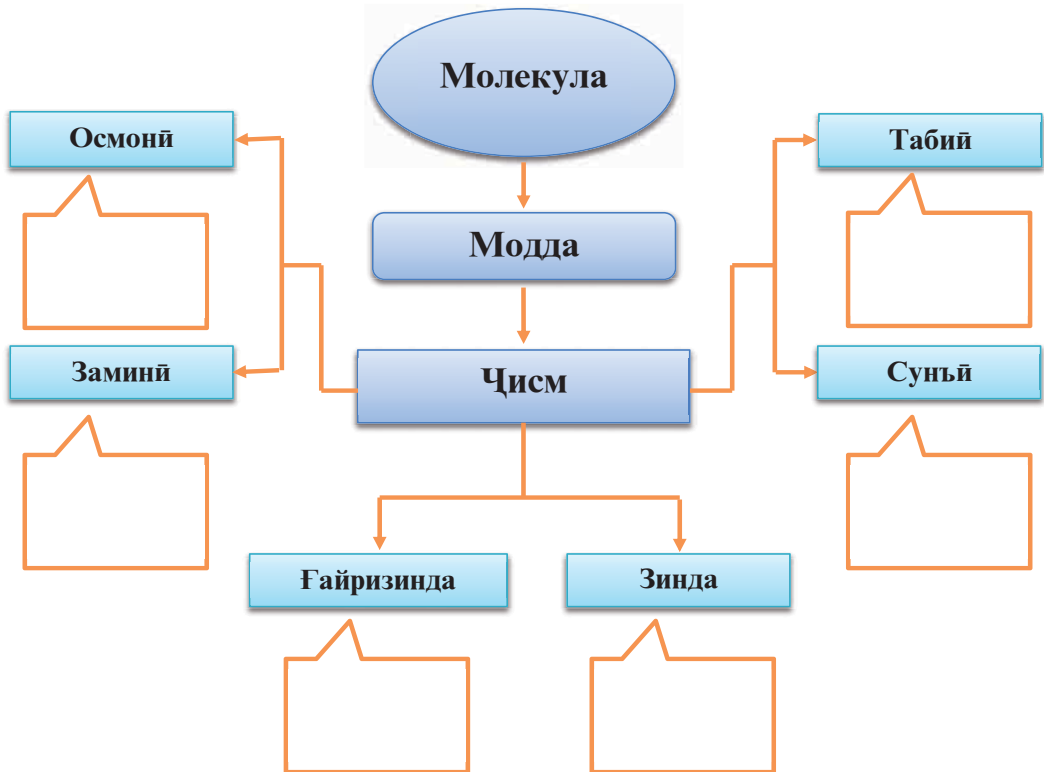 Молекула
Осмонӣ
Табиӣ
Модда
Заминӣ
Ҷисм
Сунъӣ
Ғайризинда
Зинда